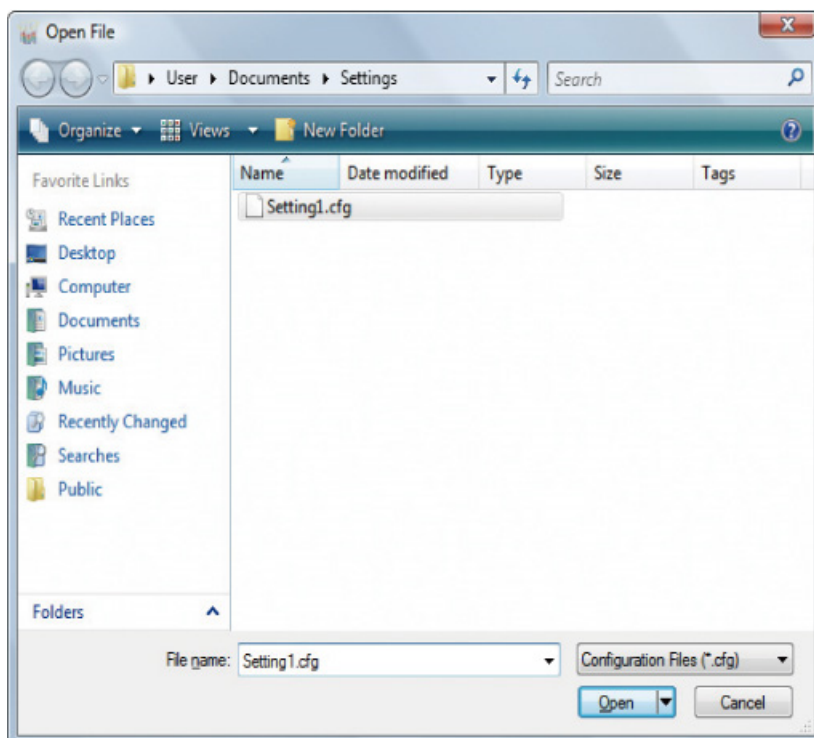 Open File
User Documents Settings Search
Organize Views New Folder
Favorite Links
Name Date modified Type Size Tags
Setting1.cfg
Recent Places
Desktop
Computer
Documents
Pictures
Music
Recently Changed
Searches
Public
Folders
File name: Setting1.cfg Configuration Files (*.cfg)
Open Cancel